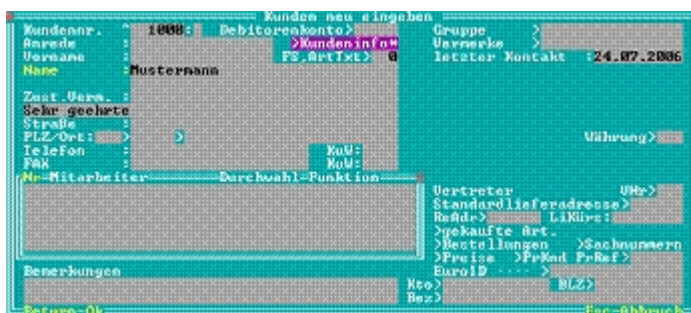 Kunden neu eingeben
Kundennr. ^ 1000: Debitorenkonto> Gruppe >
Anrede : >Kundeninfo* Vermerke >
Vorname : PS.ArtTxt> 0 letzter Kontakt :24.07.2006
Name :Mustermann
Zust.Verm. :
Sehr geehrte
Straße :
PLZ/Ort: > > Währung>
Telefon : KuW:
FAX : KuW:
Nr=Mitarbeiter Durchwahl-Funktion
Vertreter VNr>
Standardlieferadresse>
ReAdr> LiKürz:
>gekaufte Art.
>Bestellungen >Sachnummern
>Preise >PrKnd PrRef>
Bemerkungen EuroID ---- >
Kto> BLZ>
Bez>
Return-Ok Esc-Abbruch